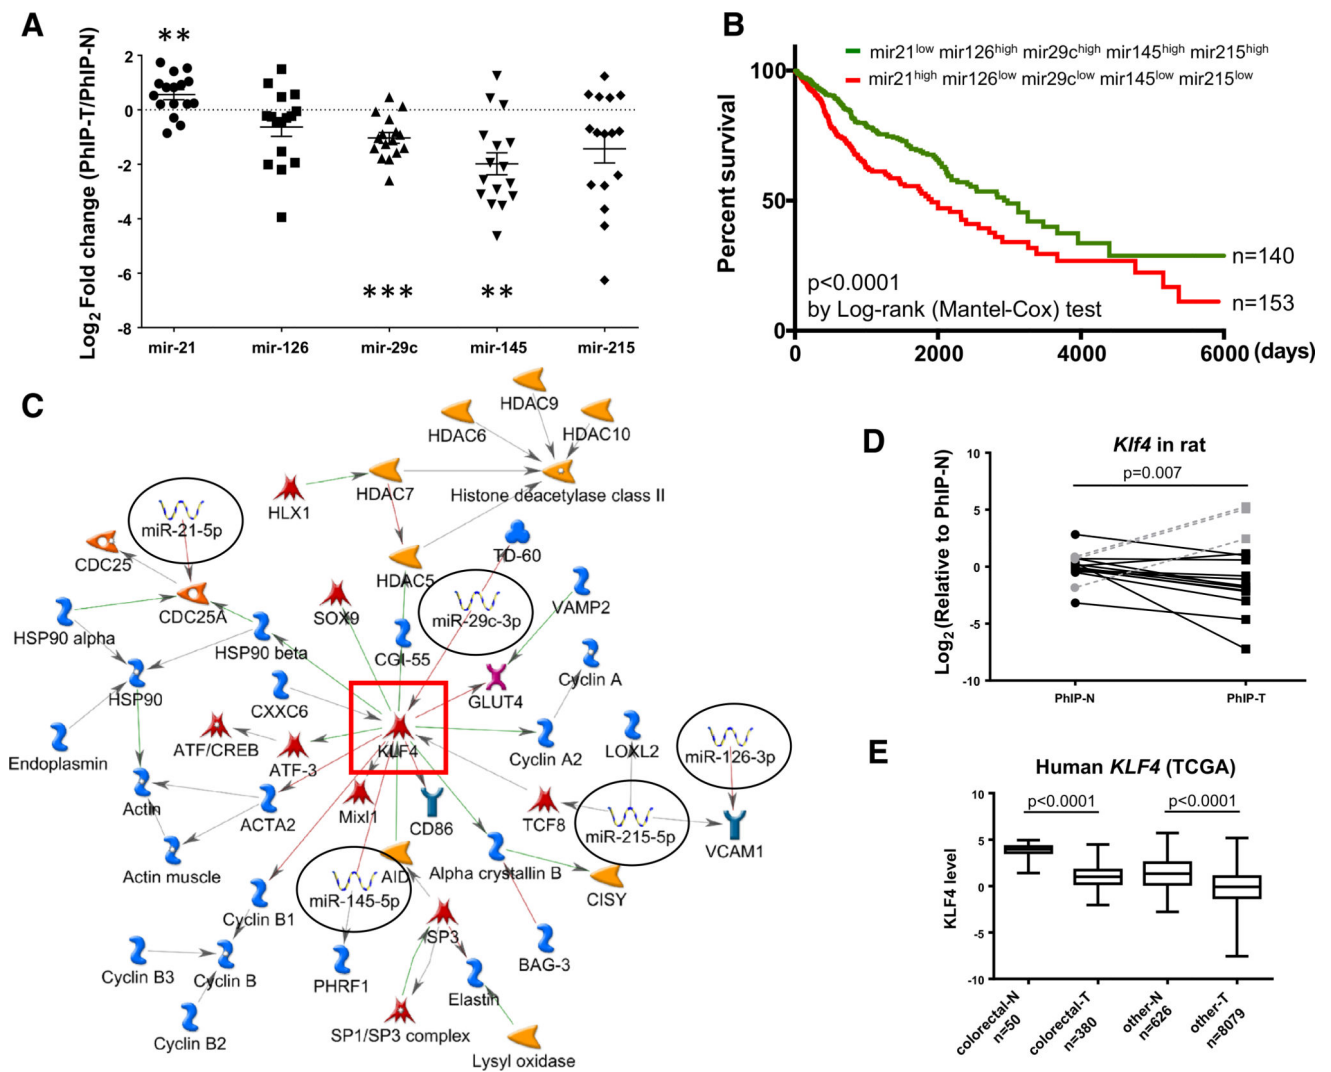 A
Log2 Fold change (PhIP-T/PhIP-N)
**
2
0
-2
-4
-6
-8
***
**
mir-21 mir-126 mir-29c mir-145 mir-215
B
Percent survival
mir21low mir126high mir29chigh mir145high mir215high
mir21high mir126low mir29clow mir145low mir215low
100
50
0
n=140
n=153
p<0.0001
by Log-rank (Mantel-Cox) test
0 2000 4000 6000 (days)
C
HDAC9
HDAC6
HDAC10
HDAC7
Histone deacetylase class II
HLX1
miR-21-5p
TD-60
CDC25
HDAC5
CDC25A
SOX9
miR-29c-3p
VAMP2
HSP90 alpha
HSP90 beta
CGI-55
Cyclin A
HSP90
CXXC6
GLUT4
ATF/CREB
KLF4
Cyclin A2
LOXL2
miR-126-3p
Endoplasmin
ATF-3
Actin
ACTA2
Mixl1
CD86
TCF8
miR-215-5p
VCAM1
Actin muscle
AID
Alpha crystallin B
CISY
miR-145-5p
Cyclin B1
SP3
Cyclin B3
Cyclin B
PHRF1
BAG-3
Elastin
Cyclin B2
SP1/SP3 complex
Lysyl oxidase
D
Klf4 in rat
p=0.007
Log2 (Relative to PhIP-N)
10
5
0
-5
-10
PhIP-N PhIP-T
E
Human KLF4 (TCGA)
p<0.0001 p<0.0001
KLF4 level
10
5
0
-5
-10
colorectal-N
n=50
colorectal-T
n=380
other-N
n=626
other-T
n=8079